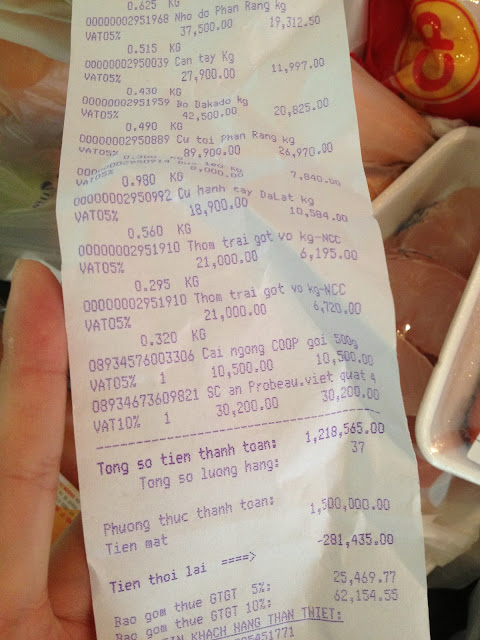 0.625 KG
00000002951968 Nho do Phan Rang kg
VAT05% 37,500.00 19,312.50
0.515 KG
00000002950039 Can tay Kg
VAT05% 27,900.00 11,997.00
0.430 KG
00000002951959 Bo Dakado kg
VAT05% 42,500.00 20,825.00
0.490 KG
00000002950889 Cu toi Phan Rang kg
VAT05% 89,900.00 26,970.00
VAT05% 8,000.00 7,840.00
0.980 KG
00000002950992 Cu hanh tay DaLat kg
VAT05% 18,900.00 10,584.00
0.560 KG
00000002951910 Thom trai got vo kg-NCC
VAT05% 21,000.00 6,195.00
0.295 KG
00000002951910 Thom trai got vo kg-NCC
VAT05% 21,000.00 6,720.00
0.320 KG
08934576003306 Cai ngong COOP goi 500g
VAT05% 1 10,500.00 10,500.00
08934673609821 SC an Probeau.viet quat 4
VAT10% 1 30,200.00 30,200.00
Tong so tien thanh toan: 1,218,565.00
Tong so luong hang: 37
Phuong thuc thanh toan:
Tien mat 1,500,000.00
Tien thoi lai ====> -281,435.00
Bao gom thue GTGT 5%: 25,469.77
Bao gom thue GTGT 10%: 62,154.55
KHACH HANG THAN THIET:
CP